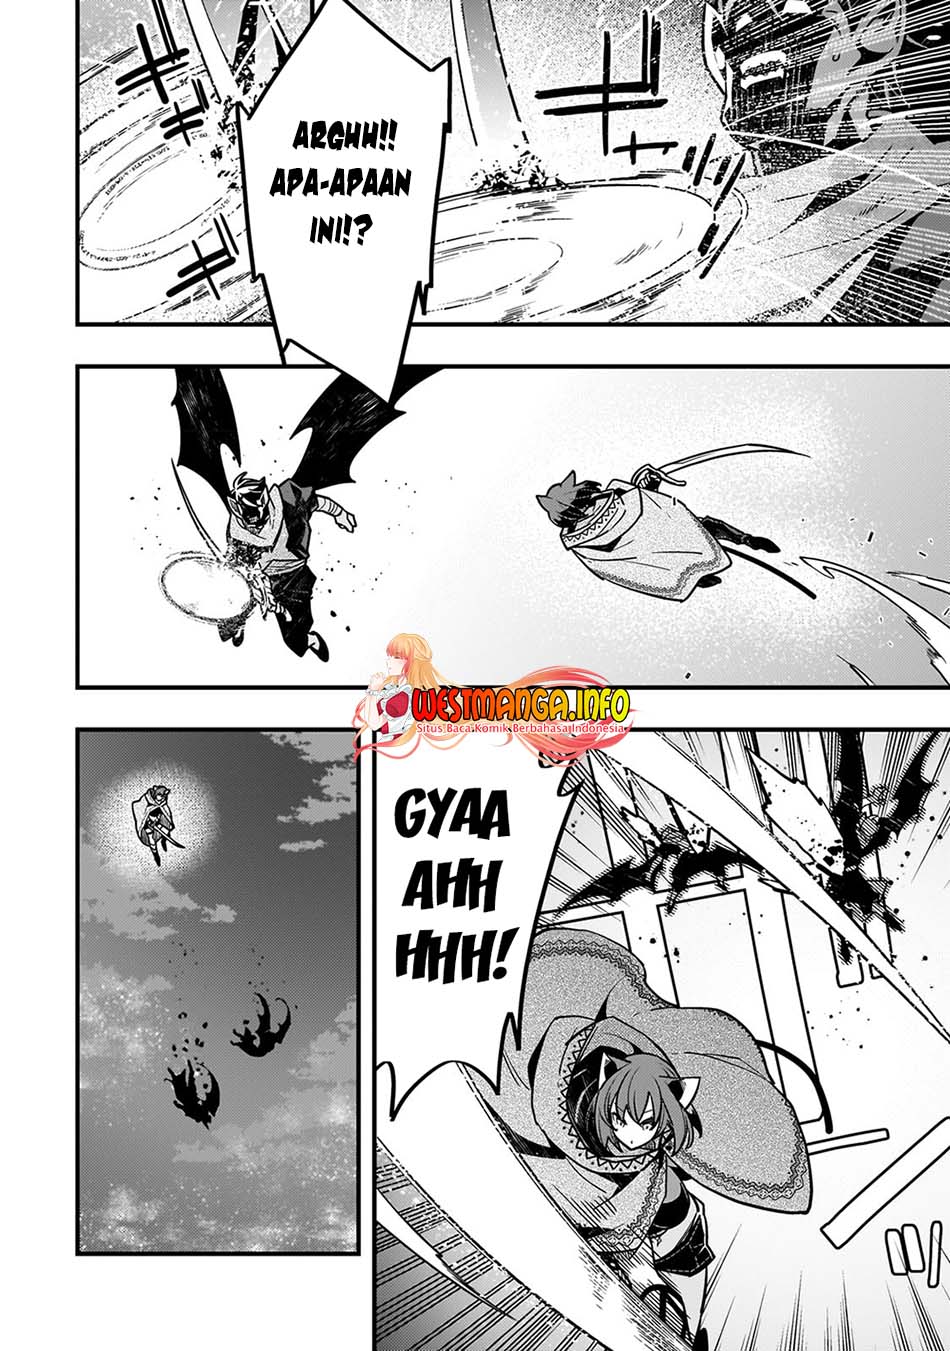 ARGHH!!
APA-APAAN
INI!?
WESTMANGA.INFO
Situs Baca Komik Berbahasa Indonesia
GYAA
AHH
HHH!